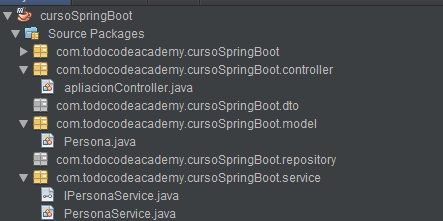 cursoSpringBoot
Source Packages
com.todocodeacademy.cursoSpringBoot
com.todocodeacademy.cursoSpringBoot.controller
apliacionController.java
com.todocodeacademy.cursoSpringBoot.dto
com.todocodeacademy.cursoSpringBoot.model
Persona.java
com.todocodeacademy.cursoSpringBoot.repository
com.todocodeacademy.cursoSpringBoot.service
IPersonaService.java
PersonaService.java